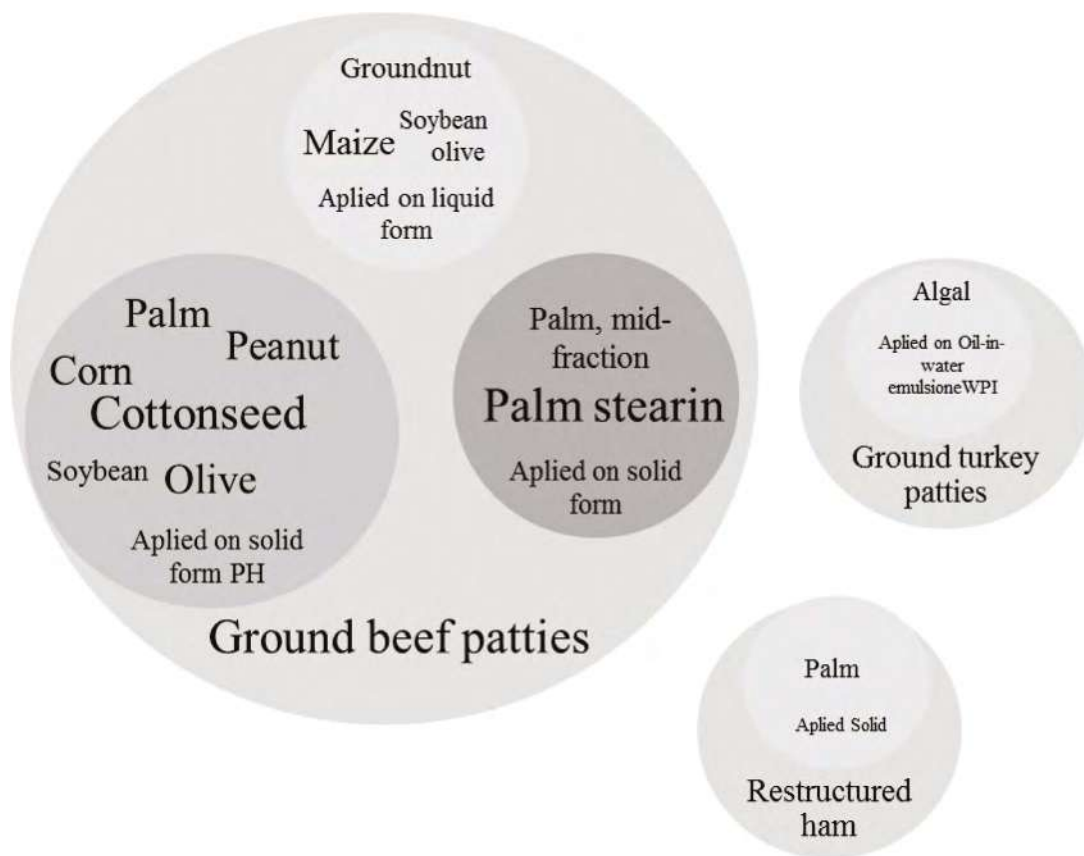 Groundnut
Maize
Soybean
olive
Aplied on liquid
form
Palm
Peanut
Corn
Cottonseed
Soybean
Olive
Aplied on solid
form PH
Palm, mid-
fraction
Palm stearin
Aplied on solid
form
Ground beef patties
Algal
Aplied on Oil-in-
water
emulsioneWPI
Ground turkey
patties
Palm
Aplied Solid
Restructured
ham